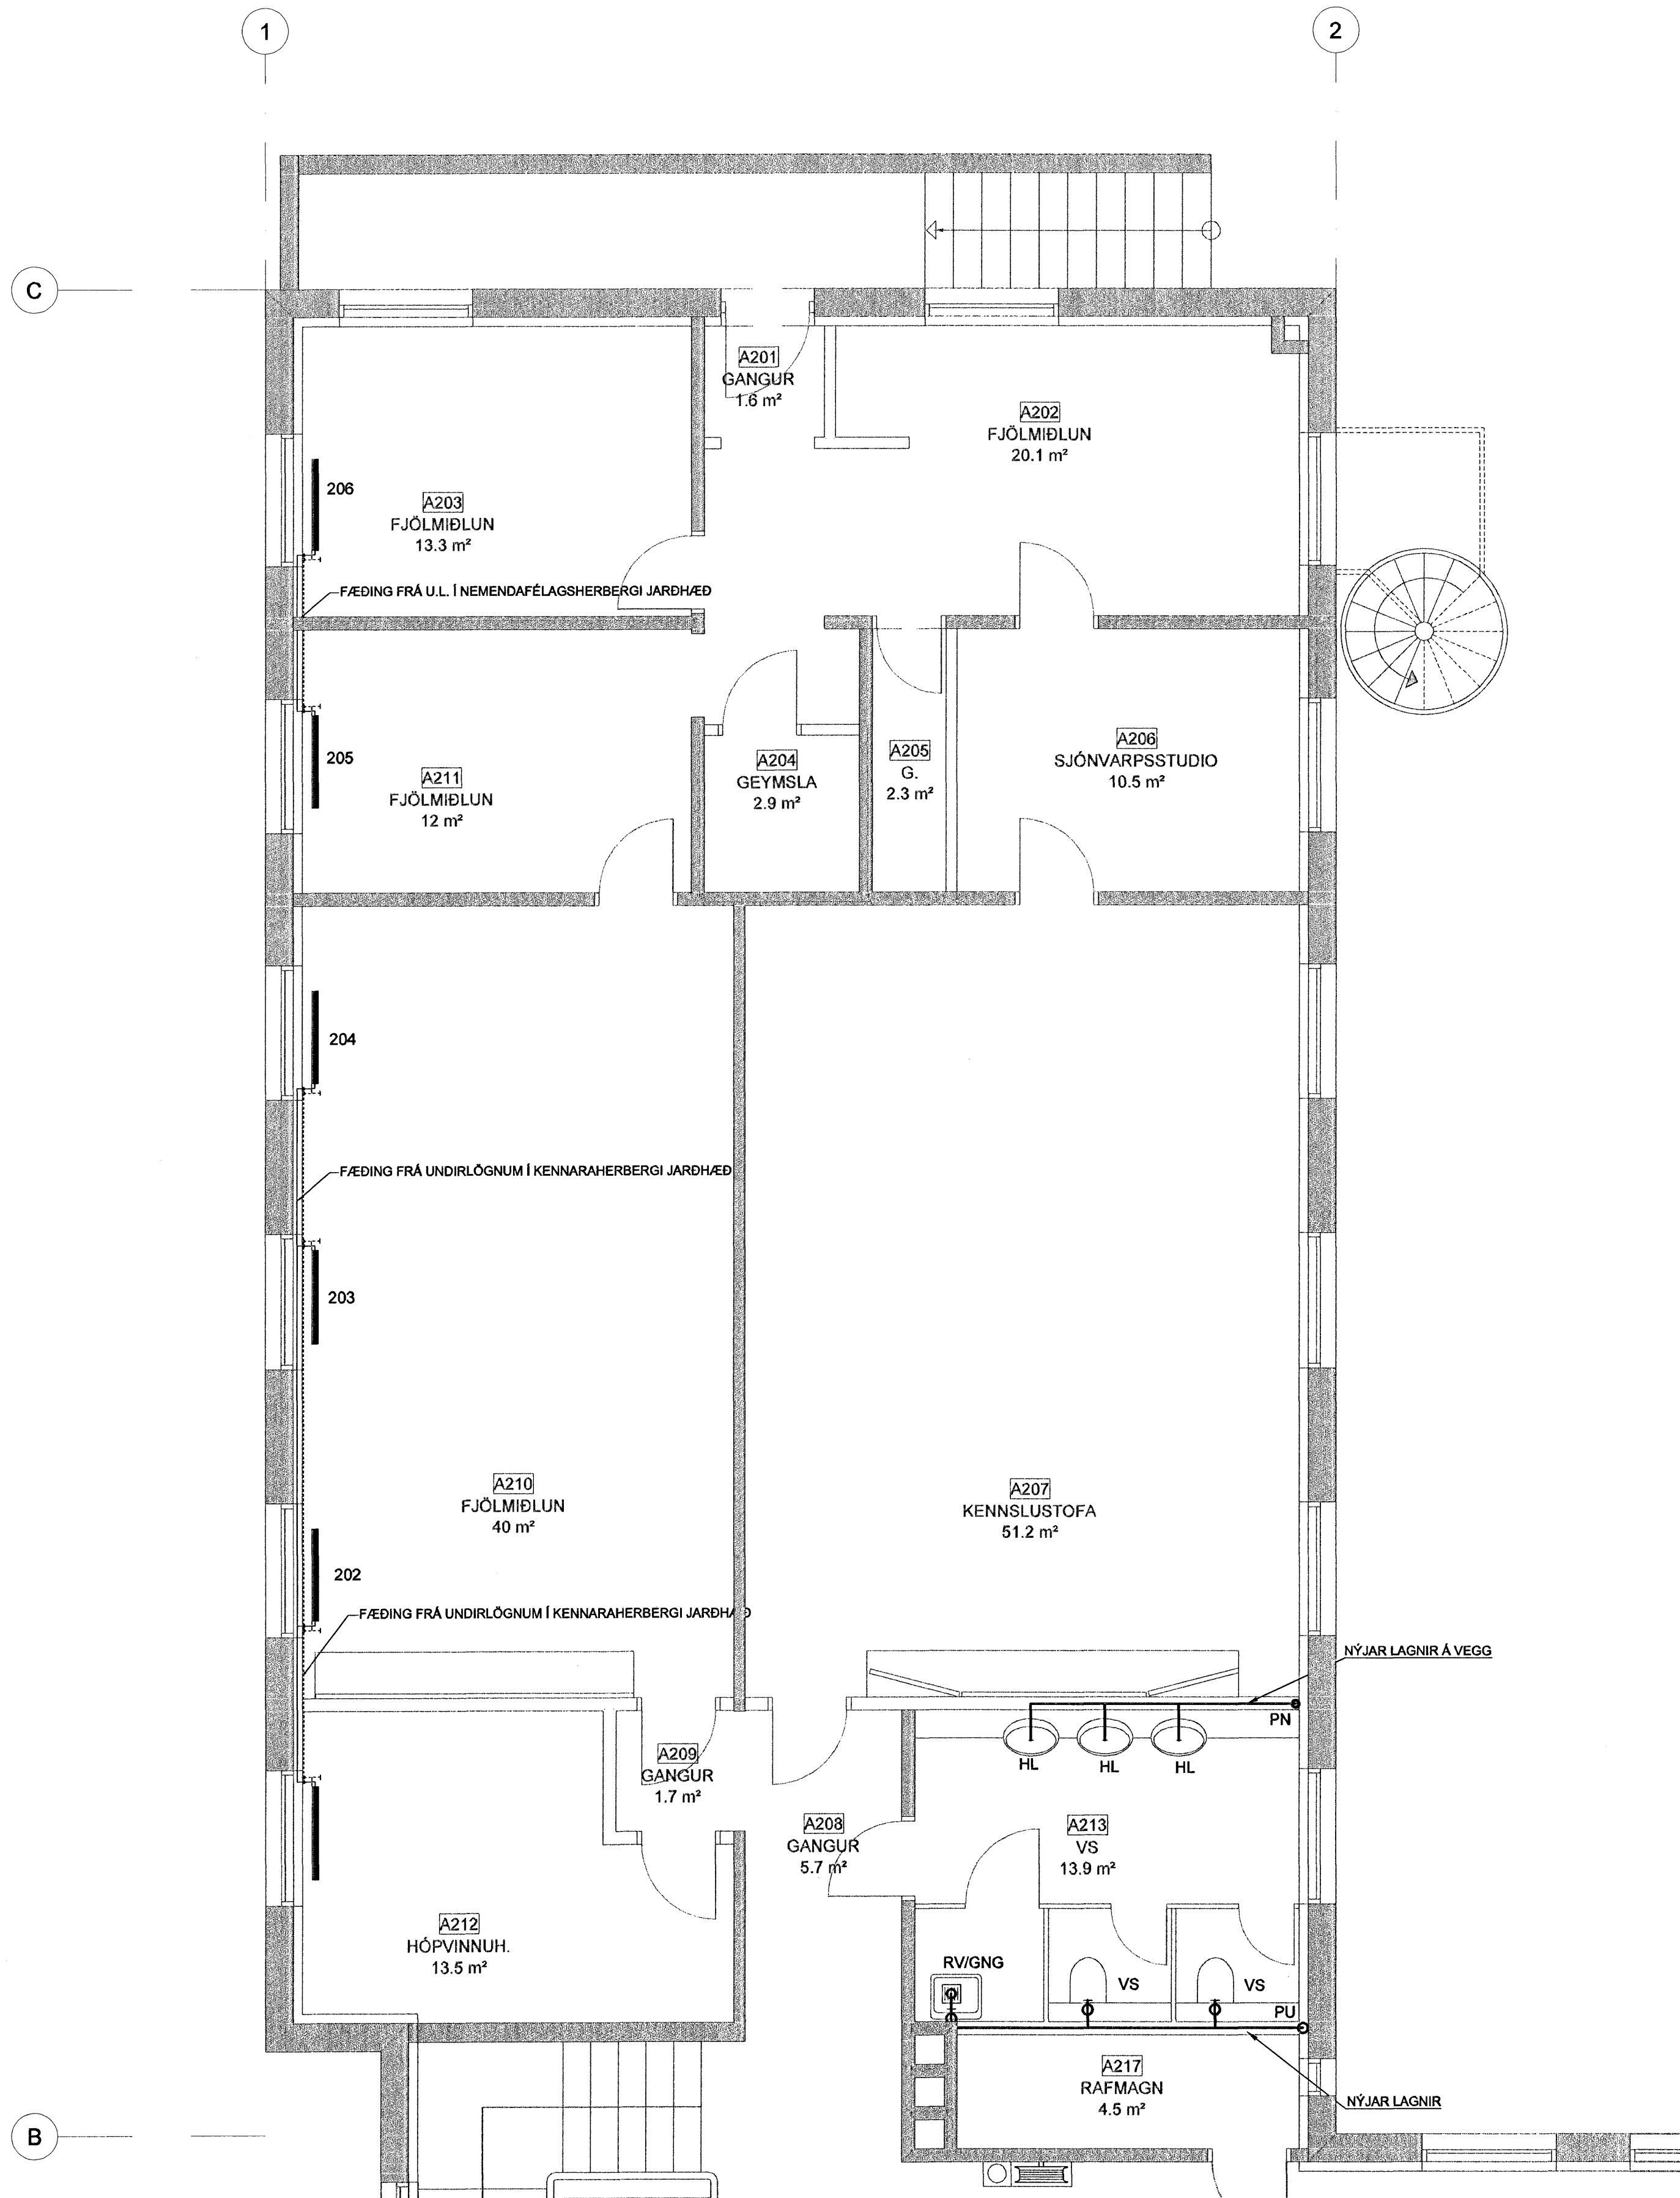 1
2
C
A201
GANGUR
1.6 m²
A202
FJÖLMIÐLUN
20.1 m²
206
A203
FJÖLMIÐLUN
13.3 m²
FÆÐING FRÁ U.L. Í NEMENDAFÉLAGSHERBERGI JARÐHÆÐ
205
A211
FJÖLMIÐLUN
12 m²
A204
GEYMSLA
2.9 m²
A205
G.
2.3 m²
A206
SJÓNVARPSSTUDIO
10.5 m²
204
FÆÐING FRÁ UNDIRLÖGNUM Í KENNARAHERBERGI JARÐHÆÐ
203
A210
FJÖLMIÐLUN
40 m²
A207
KENNSLUSTOFA
51.2 m²
202
FÆÐING FRÁ UNDIRLÖGNUM Í KENNARAHERBERGI JARÐHÆÐ
NÝJAR LAGNIR Á VEGG
PN
HL
HL
HL
A209
GANGUR
1.7 m²
A208
GANGUR
5.7 m²
A213
VS
13.9 m²
A212
HÓPVINNUH.
13.5 m²
RV/GNG
VS
VS
PU
A217
RAFMAGN
4.5 m²
NÝJAR LAGNIR
B